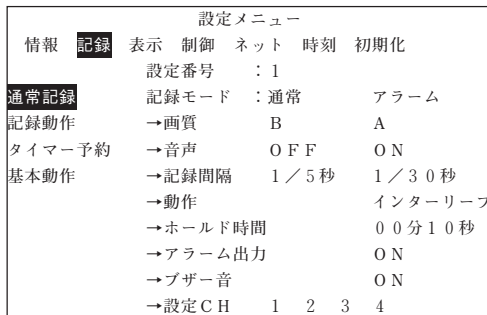 設定メニュー
情報 記録 表示 制御 ネット 時刻 初期化
設定番号 ：１
通常記録 記録モード ：通常 アラーム
記録動作 →画質 Ｂ Ａ
タイマー予約 →音声 ＯＦＦ ＯＮ
基本動作 →記録間隔 １／５秒 １／３０秒
→動作 インターリーブ
→ホールド時間 ００分１０秒
→アラーム出力 ＯＮ
→ブザー音 ＯＮ
→設定ＣＨ １ ２ ３ ４